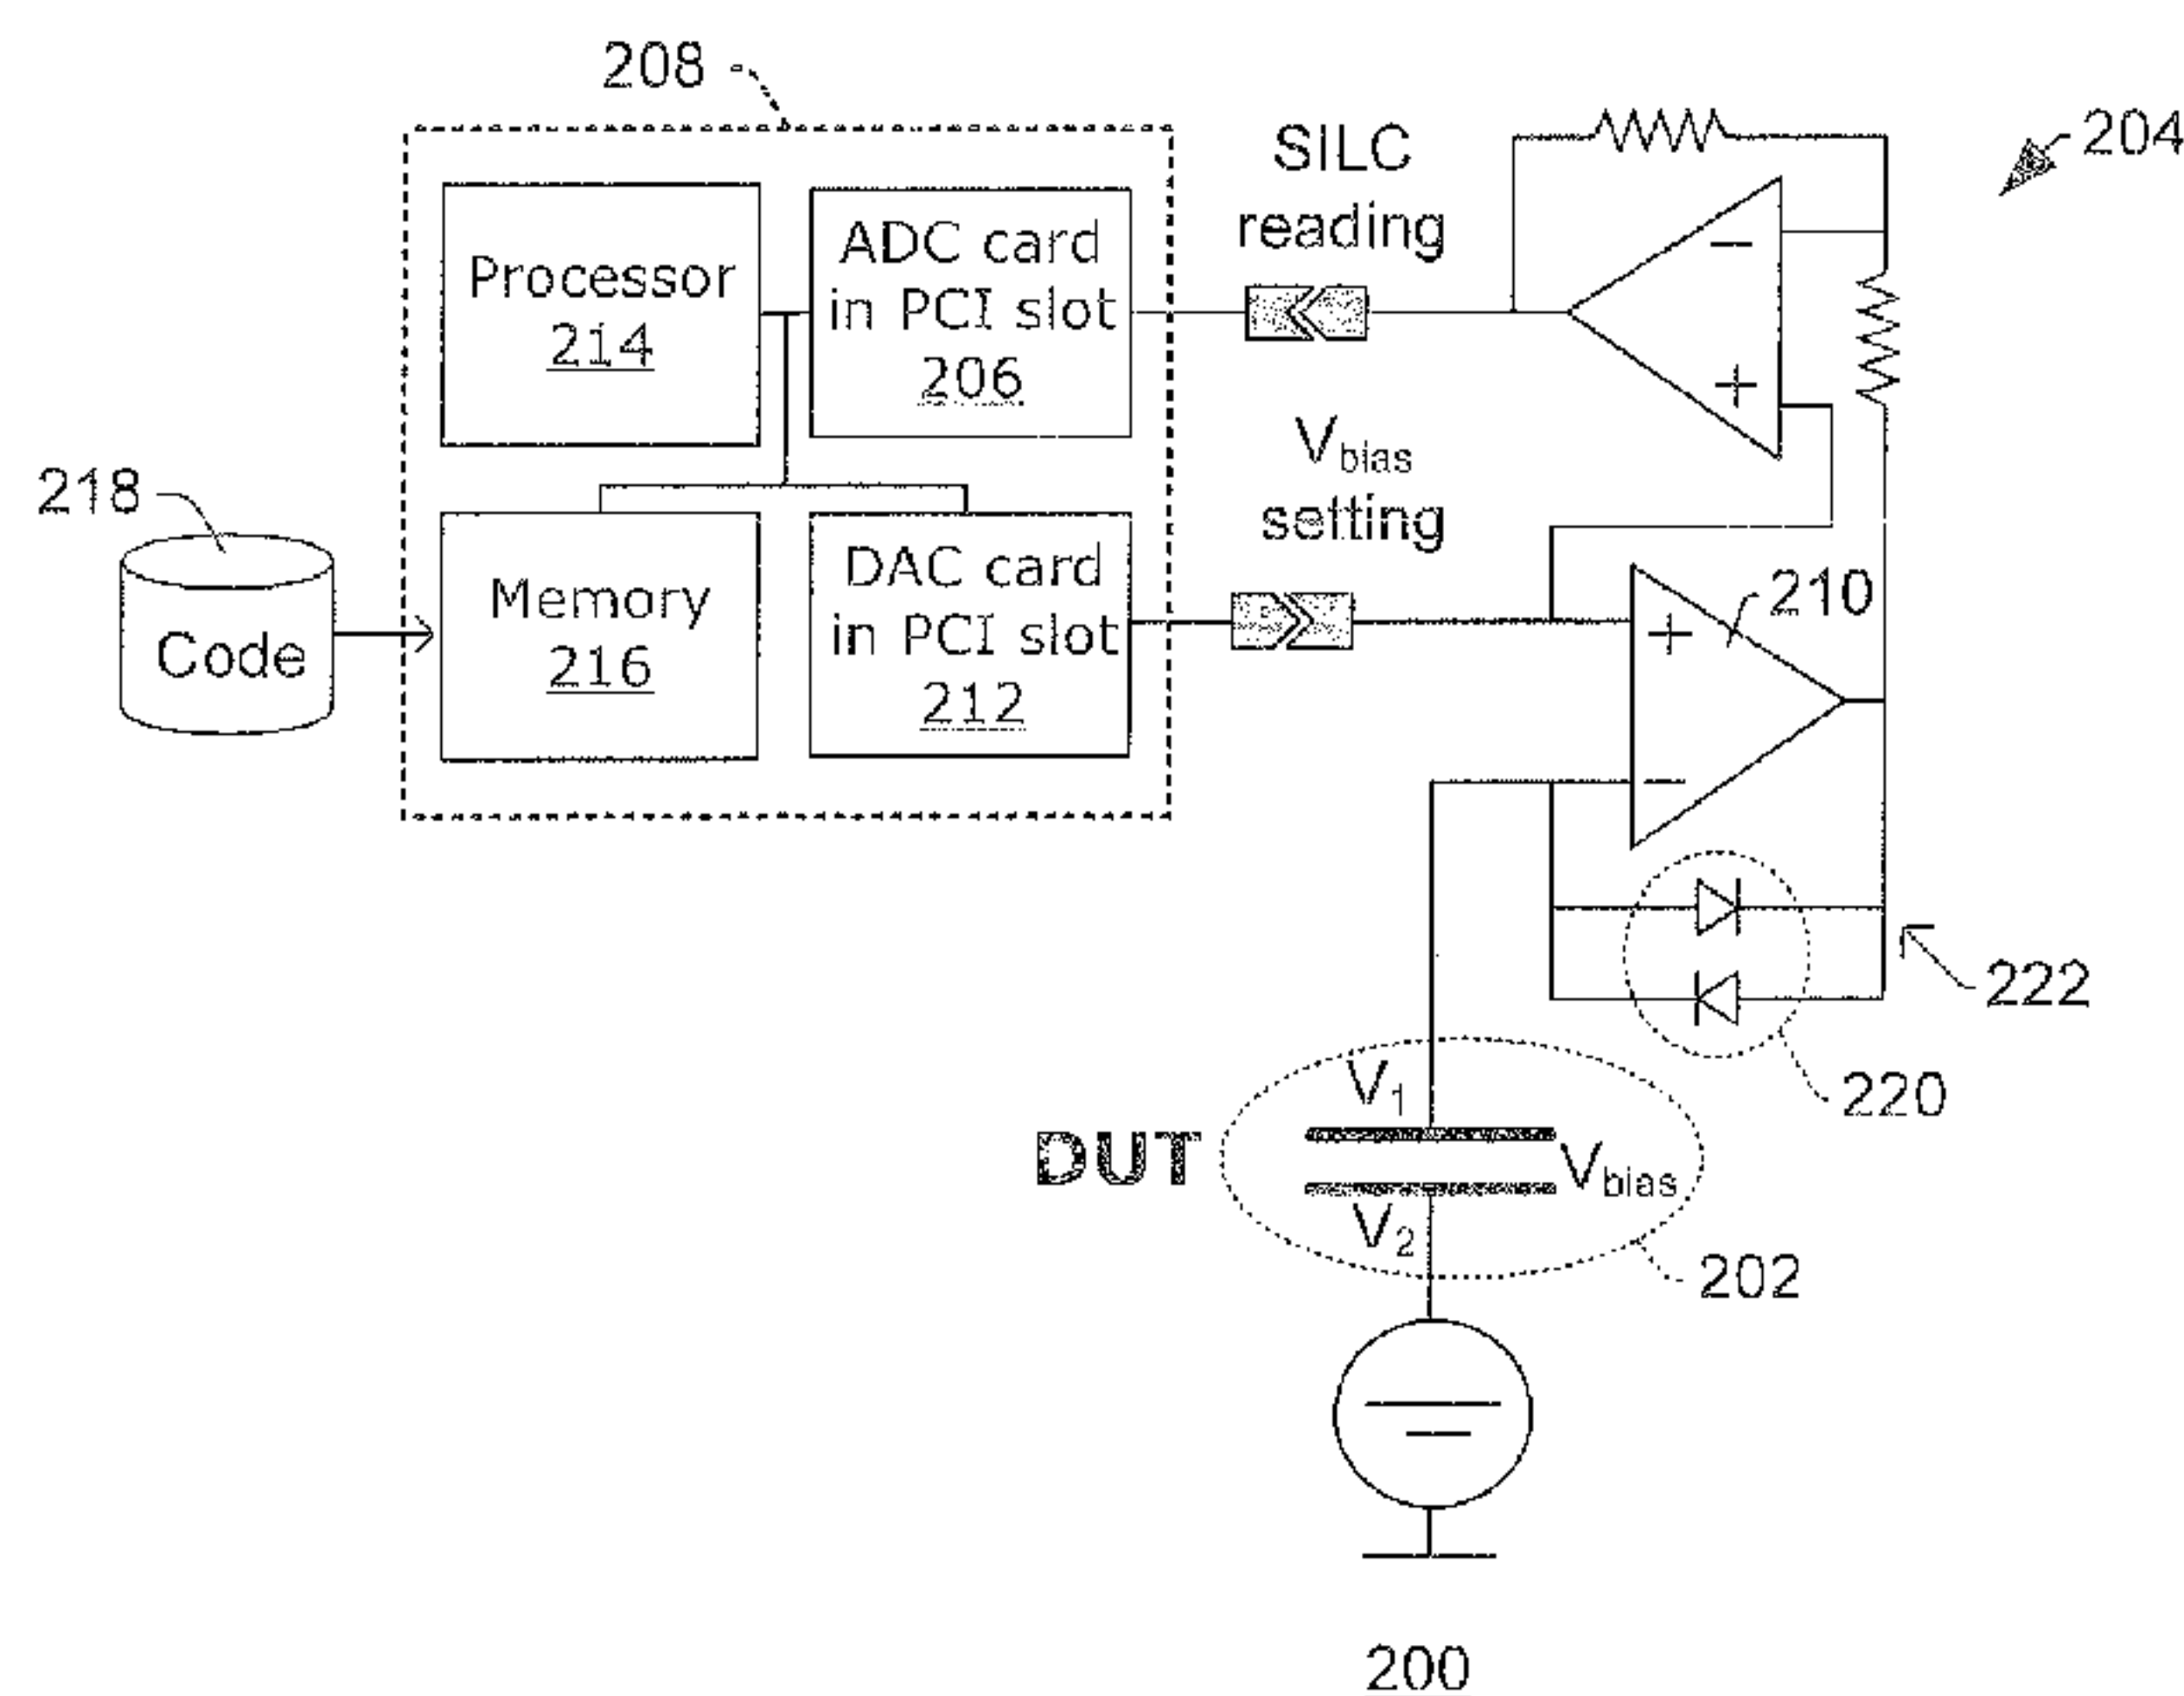 208
204
SILC
reading
Processor
214
ADC card
in PCI slot
206
−
+
V_bias
setting
218
Code
Memory
216
DAC card
in PCI slot
212
210
+
−
222
220
V_1
DUT
V_bias
V_2
202
200